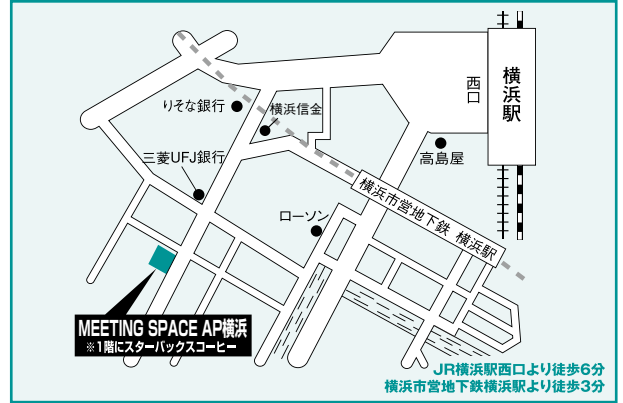 横浜駅
西口
りそな銀行
横浜信金
三菱UFJ銀行
高島屋
横浜市営地下鉄 横浜駅
ローソン
MEETING SPACE AP横浜
※1階にスターバックスコーヒー
JR横浜駅西口より徒歩6分
横浜市営地下鉄横浜駅より徒歩3分